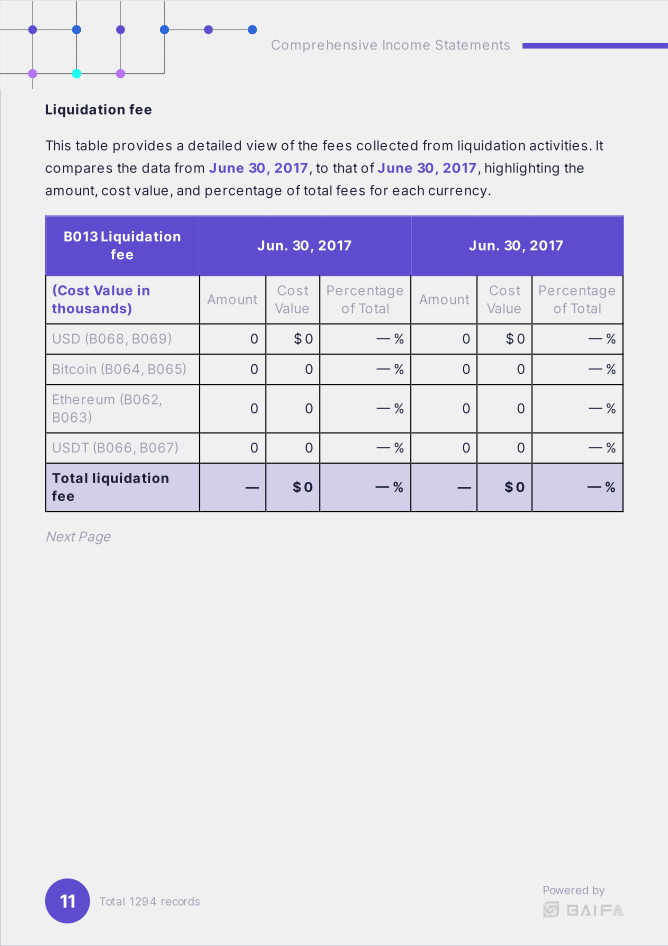 Comprehensive Income Statements
Liquidation fee
This table provides a detailed view of the fees collected from liquidation activities. It
compares the data from June 30, 2017, to that of June 30, 2017, highlighting the
amount, cost value, and percentage of total fees for each currency.
B013 Liquidation
fee
Jun. 30, 2017
Jun. 30, 2017
(Cost Value in
thousands)
Amount
Cost
Value
Percentage
of Total
Amount
Cost
Value
Percentage
of Total
USD (B068, B069)
0
$ 0
— %
0
$ 0
— %
Bitcoin (B064, B065)
0
0
— %
0
0
— %
Ethereum (B062,
B063)
0
0
— %
0
0
— %
USDT (B066, B067)
0
0
— %
0
0
— %
Total liquidation
fee
—
$ 0
— %
—
$ 0
— %
Next Page
11
Total 1294 records
Powered by
BAIFA